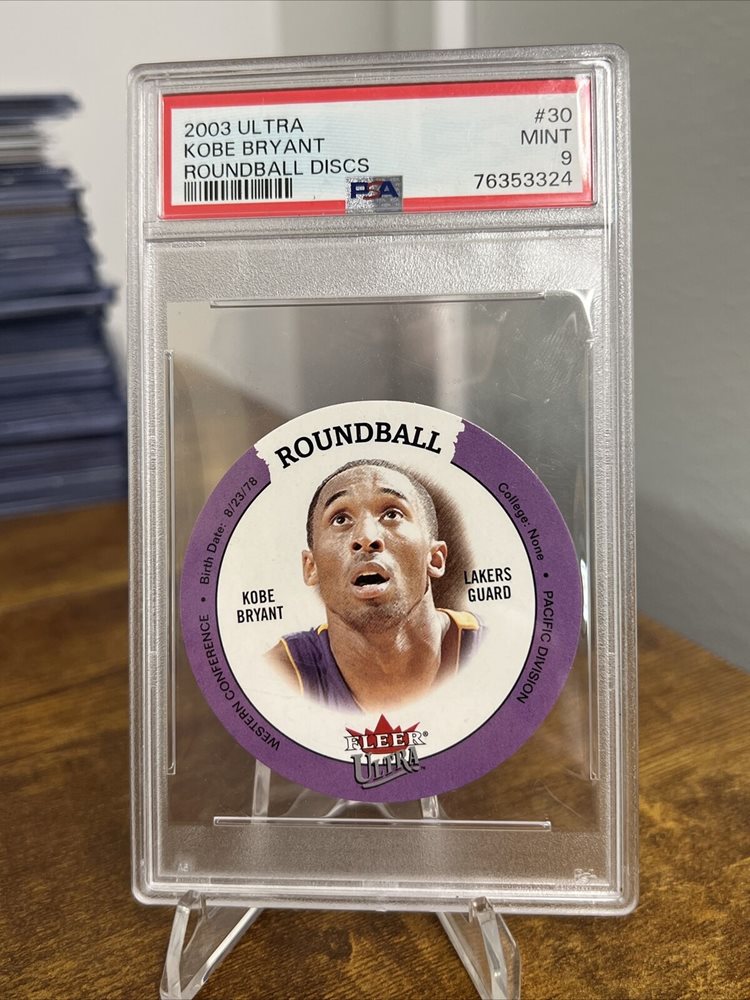 2003 ULTRA
KOBE BRYANT
ROUNDBALL DISCS
#30
MINT
9
76353324
PSA
ROUNDBALL
WESTERN CONFERENCE • Birth Date: 8/23/78
College: None • PACIFIC DIVISION
KOBE
BRYANT
LAKERS
GUARD
FLEER®
ULTRA™